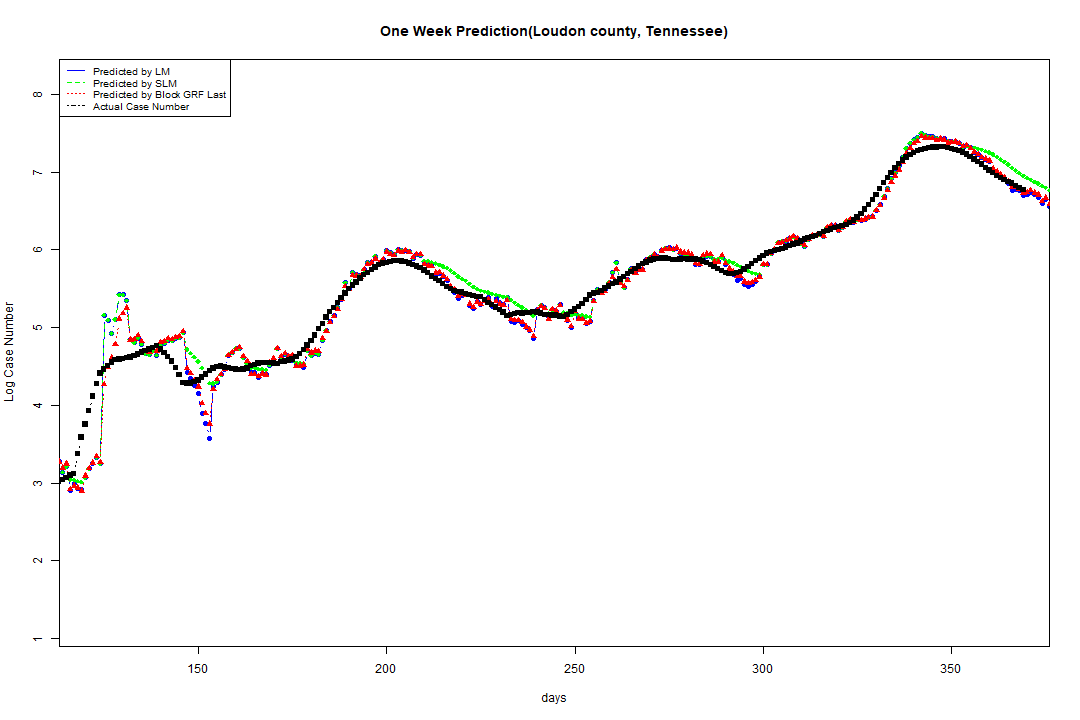 One Week Prediction(Loudon county, Tennessee)
Predicted by LM
Predicted by SLM
Predicted by Block GRF Last
Actual Case Number
Log Case Number
8
7
6
5
4
3
2
1
150
200
250
300
350
days